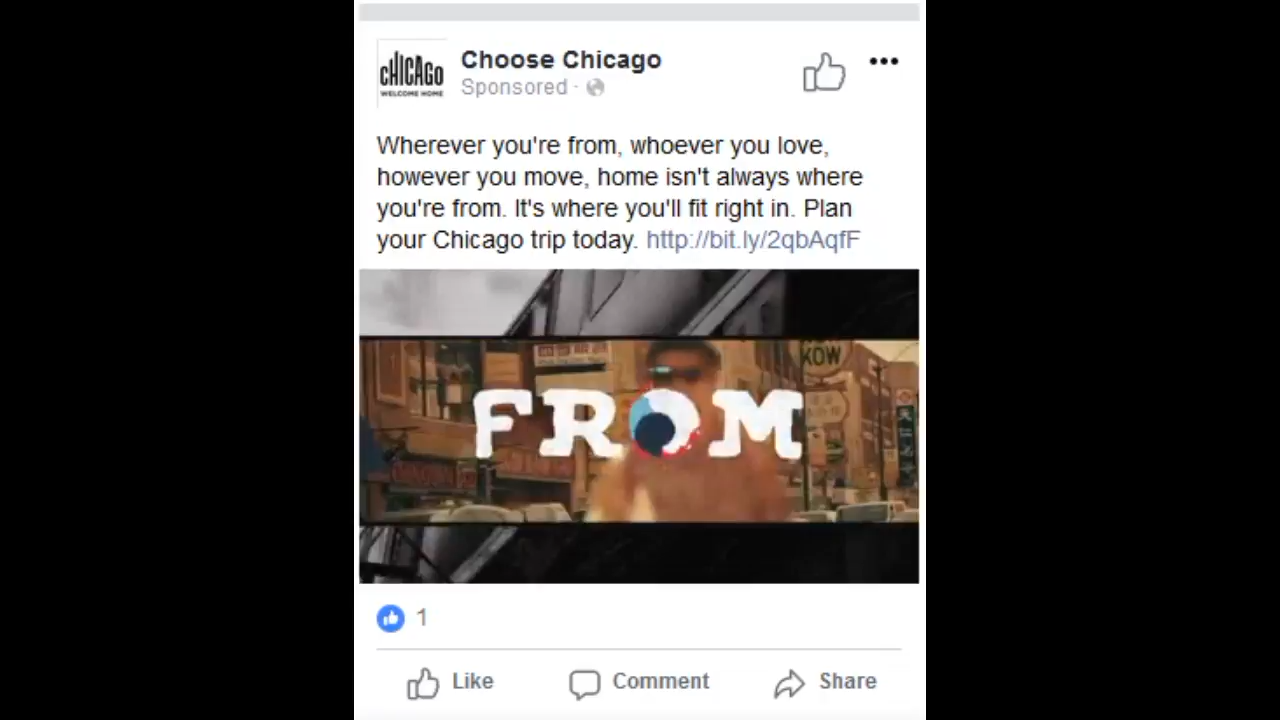 CHICAGO
WELCOME HOME
Choose Chicago
Sponsored ·
Wherever you're from, whoever you love,
however you move, home isn't always where
you're from. It's where you'll fit right in. Plan
your Chicago trip today. http://bit.ly/2qbAqfF
KOW
FROM
1
Like
Comment
Share